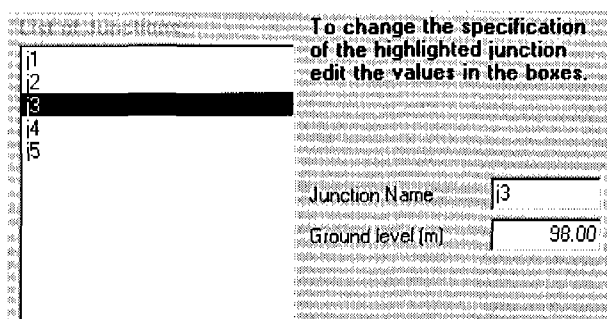 To change the specification
of the highlighted junction
edit the values in the boxes.
j1
j2
j3
j4
j5
Junction Name j3
Ground level (m) 98.00